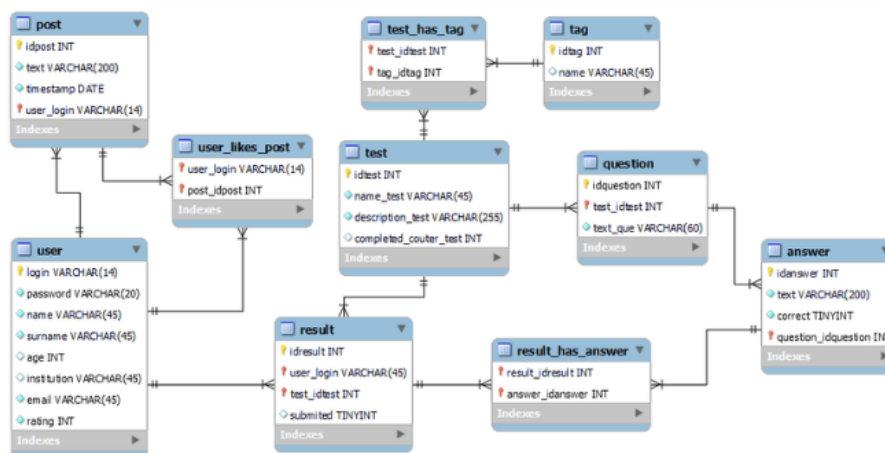 post
idpost INT
text VARCHAR(200)
timestamp DATE
user_login VARCHAR(14)
Indexes
user_likes_post
user_login VARCHAR(14)
post_idpost INT
Indexes
user
login VARCHAR(14)
password VARCHAR(20)
name VARCHAR(45)
surname VARCHAR(45)
age INT
institution VARCHAR(45)
email VARCHAR(45)
rating INT
Indexes
test_has_tag
test_idtest INT
tag_idtag INT
Indexes
tag
idtag INT
name VARCHAR(45)
Indexes
test
idtest INT
name_test VARCHAR(45)
description_test VARCHAR(255)
completed_couter_test INT
Indexes
question
idquestion INT
test_idtest INT
text_que VARCHAR(60)
Indexes
answer
idanswer INT
text VARCHAR(200)
correct TINYINT
question_idquestion IN
Indexes
result
idresult INT
user_login VARCHAR(45)
test_idtest INT
submited TINYINT
Indexes
result_has_answer
result_idresult INT
answer_idanswer INT
Indexes